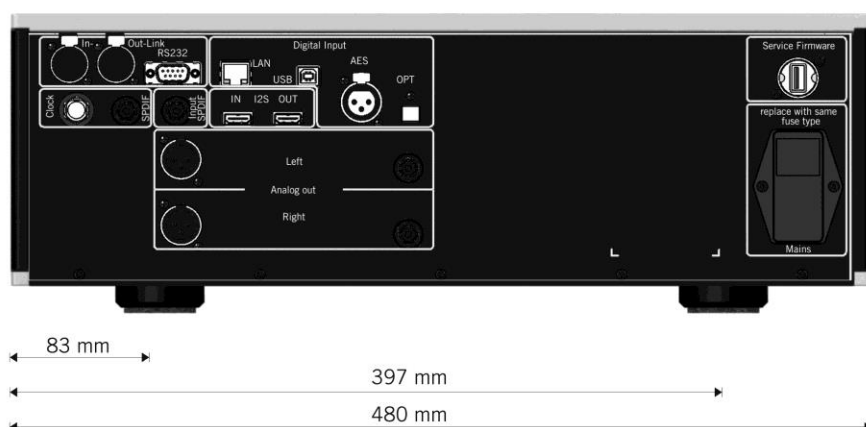 In-
Out-Link
RS232
Digital Input
LAN
USB
AES
OPT
Service Firmware
Clock
SPDIF
Input
SPDIF
IN I2S OUT
replace with same
fuse type
Left
Analog out
Right
Mains
83 mm
397 mm
480 mm